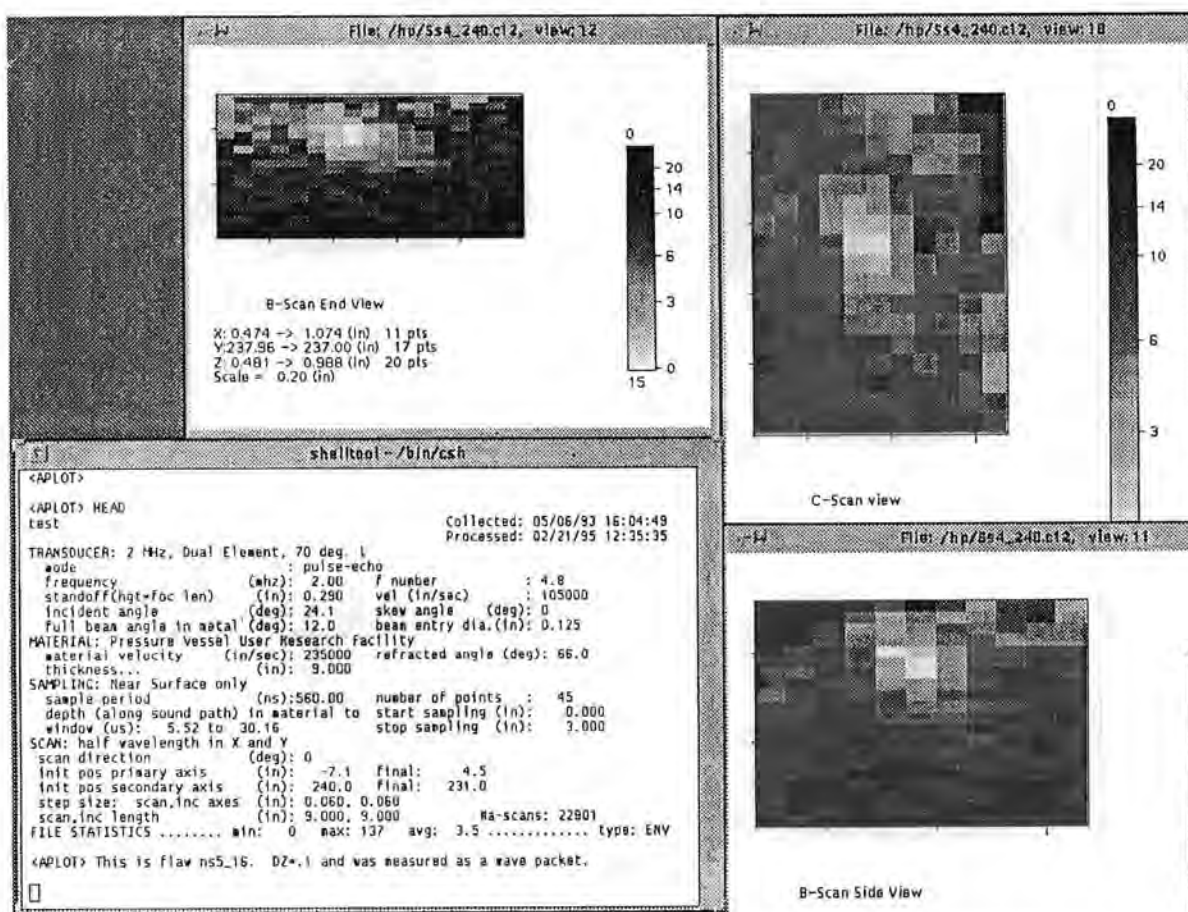 File: /hp/Ss4_240.c12, view:12
0
20
14
10
6
3
0
15
B-Scan End View
X: 0.474 -> 1.074 (in) 11 pts
Y:237.96 -> 237.00 (in) 17 pts
Z: 0.481 -> 0.988 (in) 20 pts
Scale = 0.20 (in)
File: /hp/Ss4_240.c12, view:10
0
20
14
10
6
3
C-Scan view
shelltool - /bin/csh
<APLOT>
<APLOT> HEAD
test Collected: 05/06/93 16:04:49
Processed: 02/21/95 12:35:35
TRANSDUCER: 2 MHz, Dual Element, 70 deg. L
mode : pulse-echo
frequency (mhz): 2.00 f number : 4.8
standoff(hgt+foc len) (in): 0.290 vel (in/sec) : 105000
incident angle (deg): 24.1 skew angle (deg): 0
full beam angle in metal (deg): 12.0 beam entry dia.(in): 0.125
MATERIAL: Pressure Vessel User Research Facility
material velocity (in/sec): 235000 refracted angle (deg): 66.0
thickness... (in): 9.000
SAMPLING: Near Surface only
sample period (ns):560.00 number of points : 45
depth (along sound path) in material to start sampling (in): 0.000
window (us): 5.52 to 30.16 stop sampling (in): 3.000
SCAN: half wavelength in X and Y
scan direction (deg): 0
init pos primary axis (in): -7.1 final: 4.5
init pos secondary axis (in): 240.0 final: 231.0
step size: scan,inc axes (in): 0.060, 0.060
scan,inc length (in): 9.000, 9.000 #a-scans: 22801
FILE STATISTICS ........ min: 0 max: 137 avg: 3.5 ............. type: ENV
<APLOT> This is flaw ns5_16. DZ=.1 and was measured as a wave packet.
File: /hp/Ss4_240.c12, view:11
B-Scan Side View